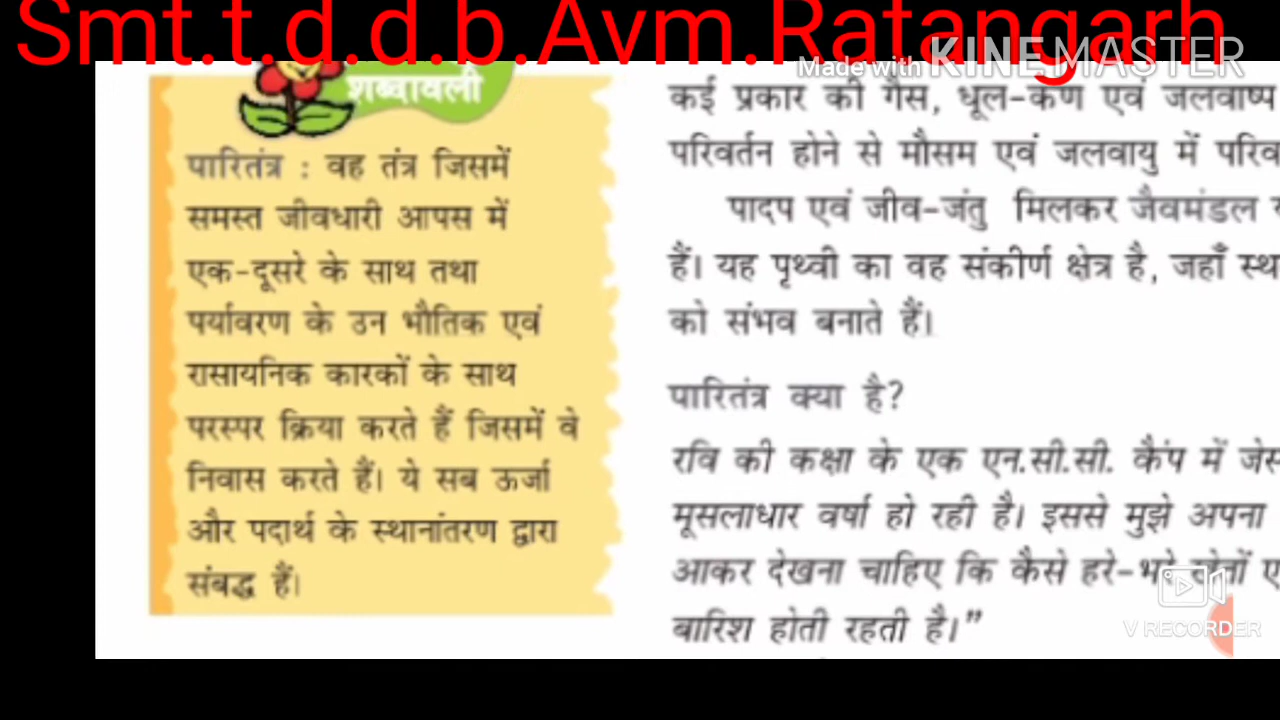 Smt.t.d.d.b.Avm.Ratangarh
Made with KINEMASTER
शब्दावली
पारितंत्र : वह तंत्र जिसमें
समस्त जीवधारी आपस में
एक-दूसरे के साथ तथा
पर्यावरण के उन भौतिक एवं
रासायनिक कारकों के साथ
परस्पर क्रिया करते हैं जिसमें वे
निवास करते हैं। ये सब ऊर्जा
और पदार्थ के स्थानांतरण द्वारा
संबद्ध हैं।
कई प्रकार की गैस, धूल-कण एवं जलवाष्प
परिवर्तन होने से मौसम एवं जलवायु में
पादप एवं जीव-जंतु मिलकर जैवमंडल
हैं। यह पृथ्वी का वह संकीर्ण क्षेत्र है, जहाँ
को संभव बनाते हैं।
पारितंत्र क्या है?
रवि की कक्षा के एक एन.सी.सी. कैंप में
मूसलाधार वर्षा हो रही है। इससे मुझे अपना
आकर देखना चाहिए कि कैसे हरे-भरे खेतों
बारिश होती रहती है।”
V RECORDER